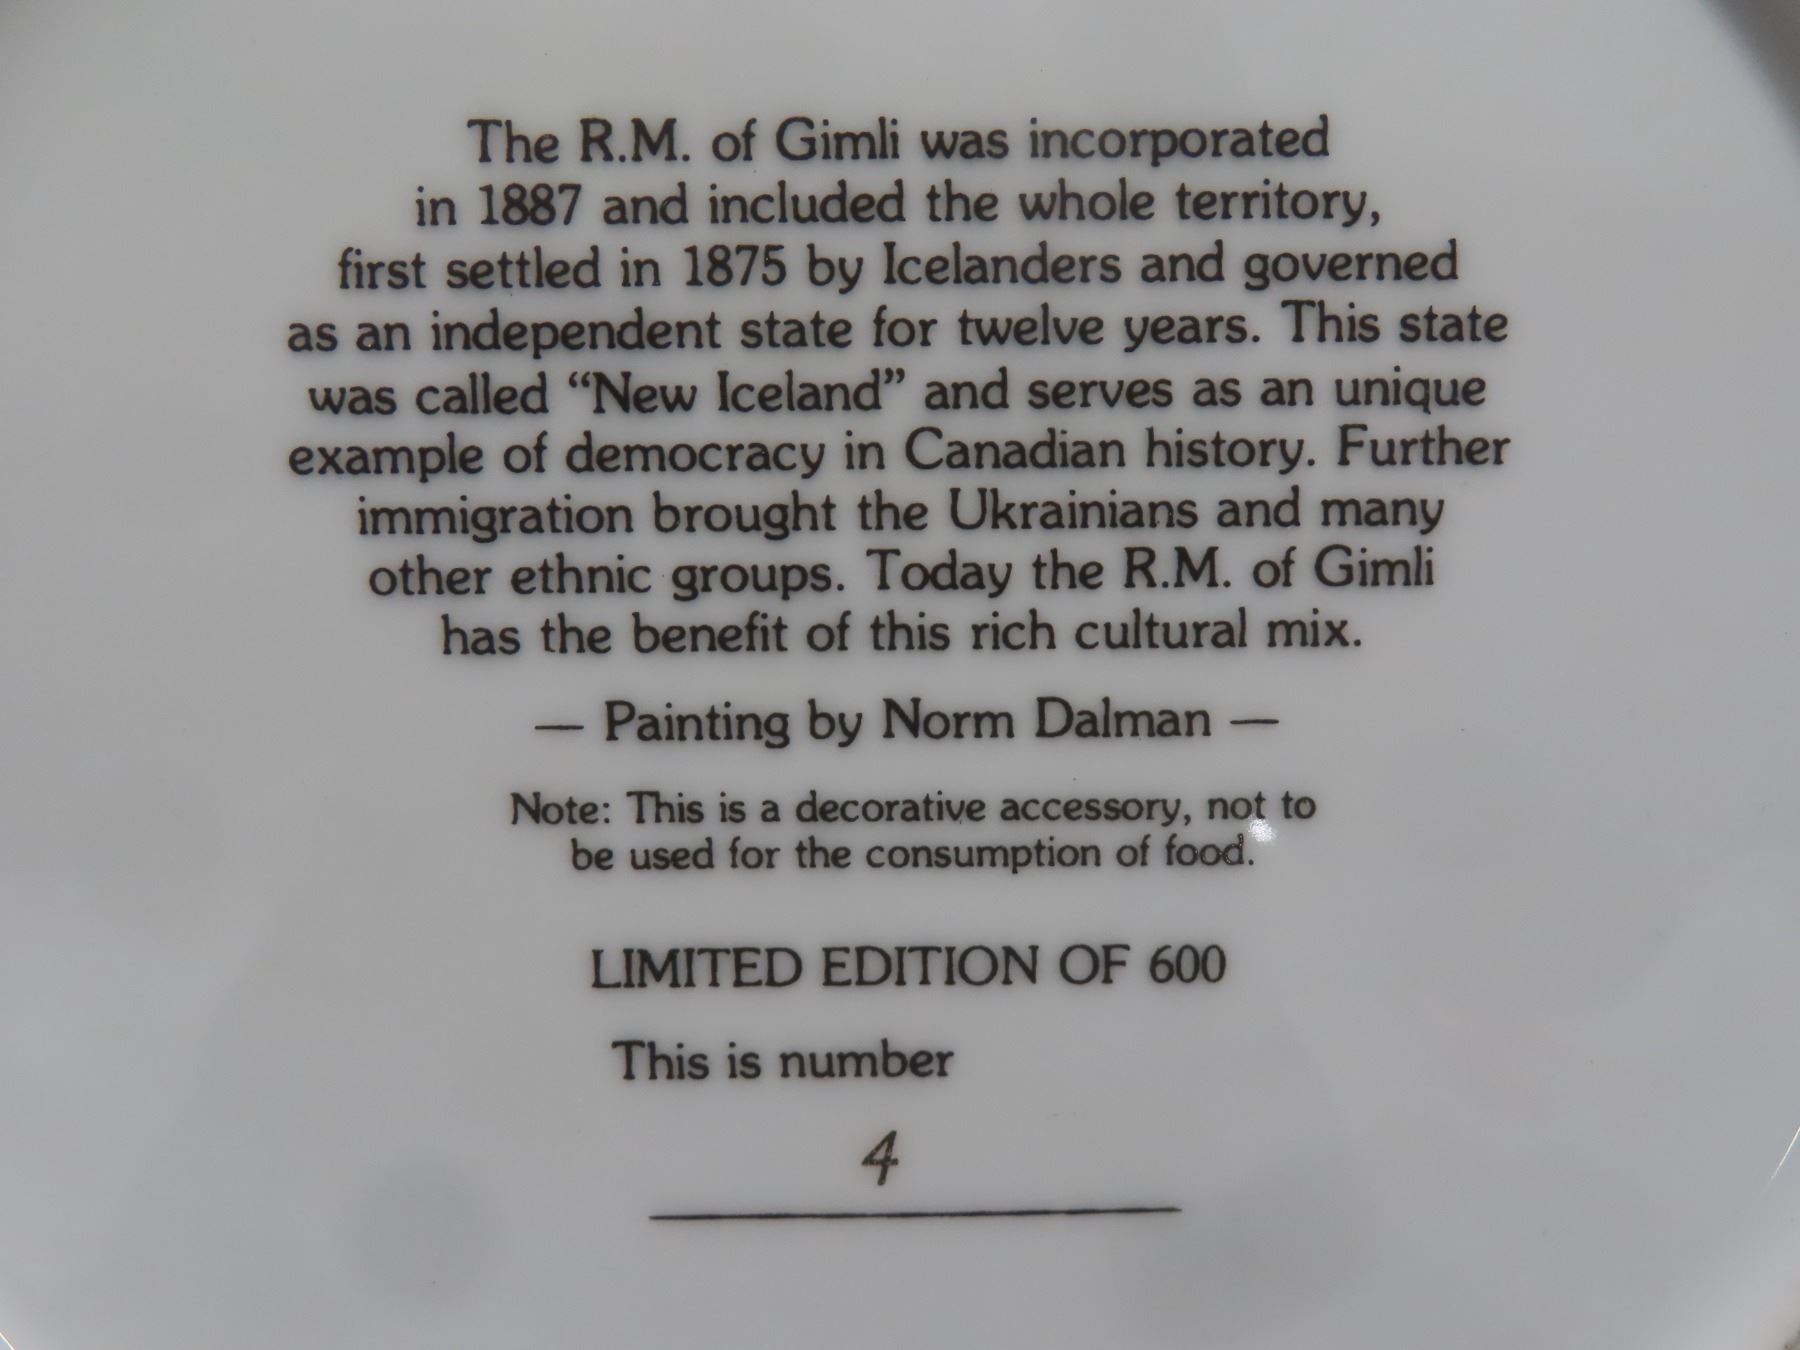 The R.M. of Gimli was incorporated
in 1887 and included the whole territory,
first settled in 1875 by Icelanders and governed
as an independent state for twelve years. This state
was called “New Iceland” and serves as an unique
example of democracy in Canadian history. Further
immigration brought the Ukrainians and many
other ethnic groups. Today the R.M. of Gimli
has the benefit of this rich cultural mix.
— Painting by Norm Dalman —
Note: This is a decorative accessory, not to
be used for the consumption of food.
LIMITED EDITION OF 600
This is number
4